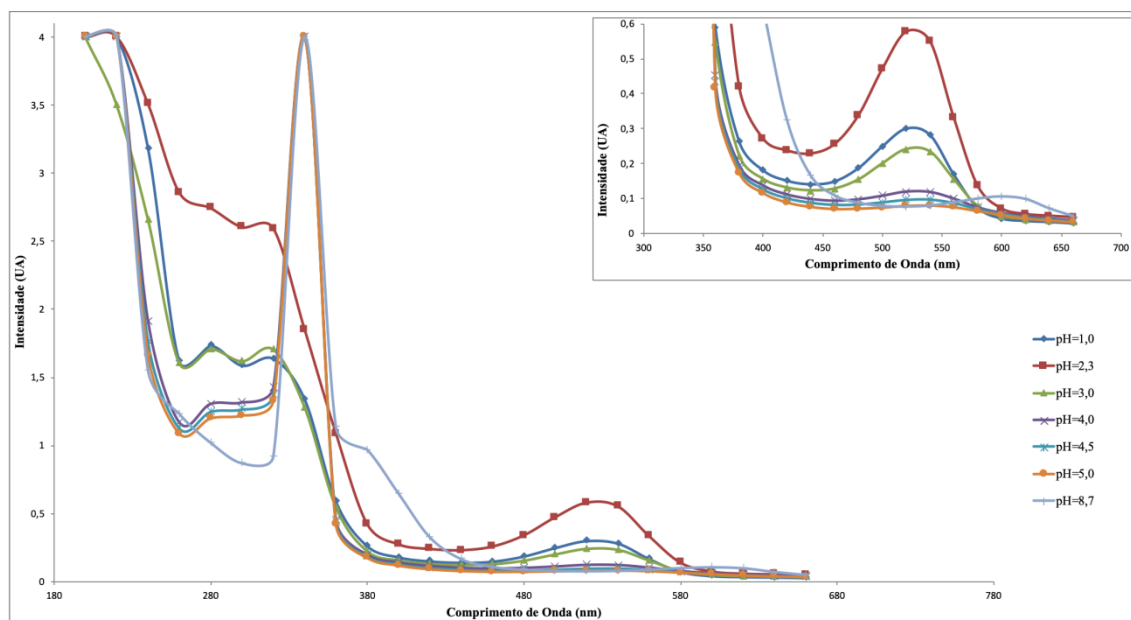 4
3,5
3
2,5
2
1,5
1
0,5
0
Intensidade (UA)
180
280
380
480
580
680
780
Comprimento de Onda (nm)
0,6
0,5
0,4
0,3
0,2
0,1
0
Intensidade (UA)
300
350
400
450
500
550
600
650
700
Comprimento de Onda (nm)
pH=1,0
pH=2,3
pH=3,0
pH=4,0
pH=4,5
pH=5,0
pH=8,7